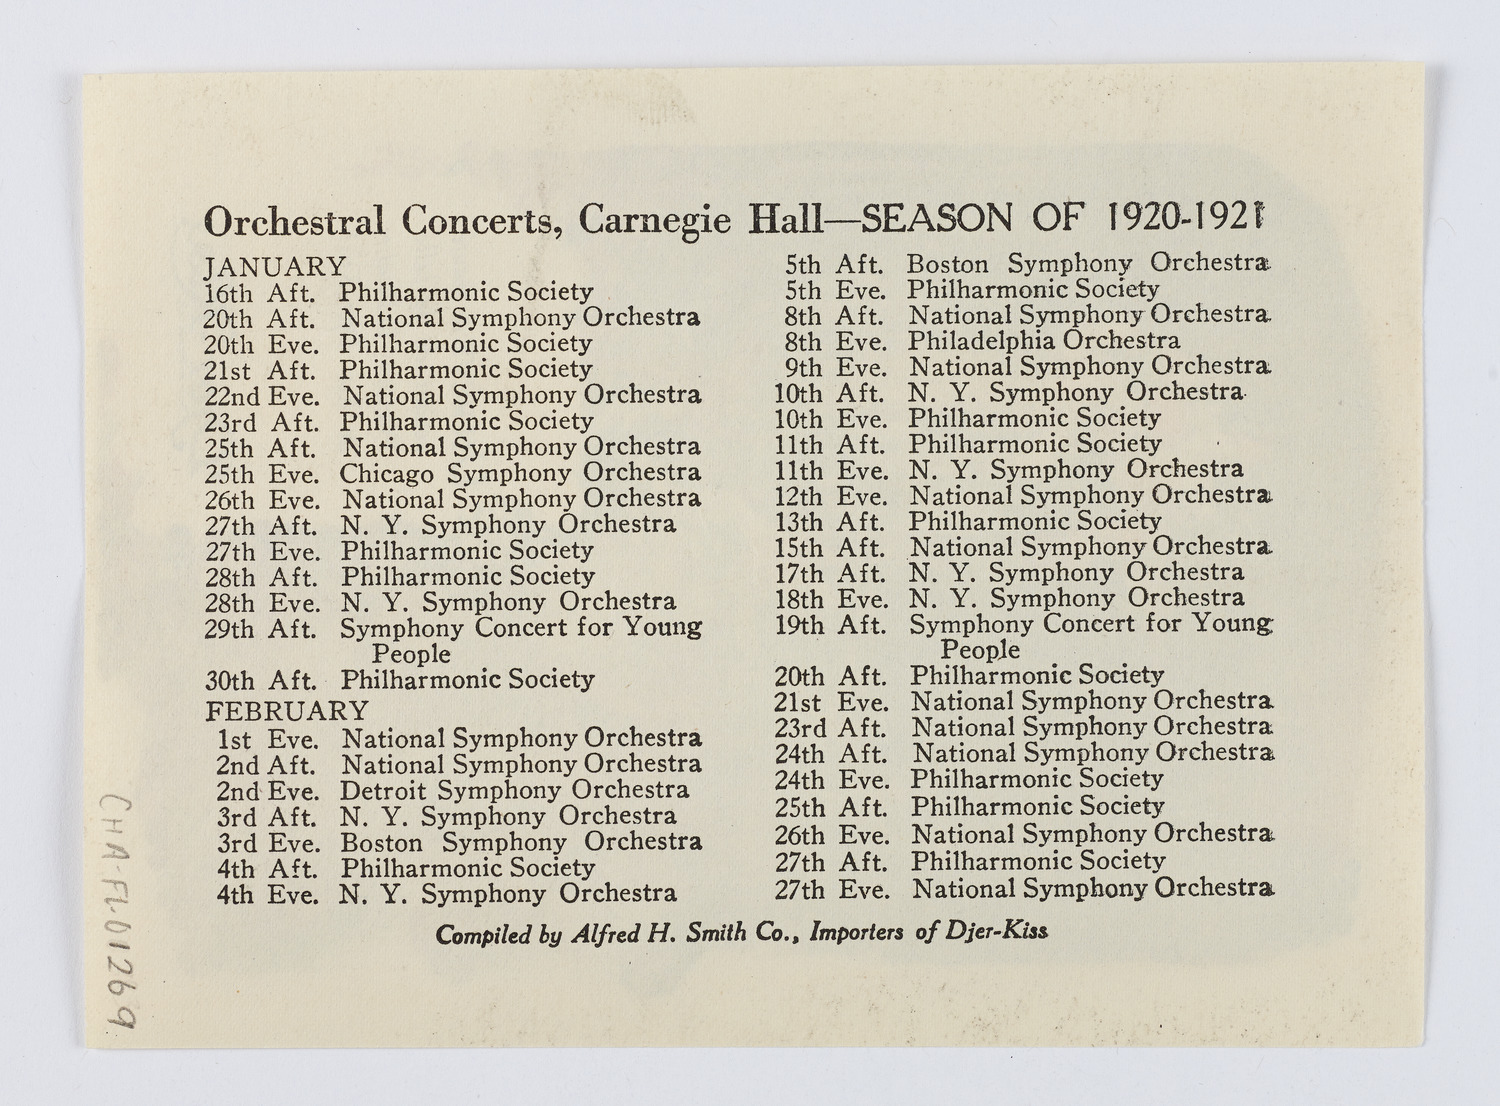 Orchestral Concerts, Carnegie Hall—SEASON OF 1920-1921
JANUARY
16th Aft. Philharmonic Society
20th Aft. National Symphony Orchestra
20th Eve. Philharmonic Society
21st Aft. Philharmonic Society
22nd Eve. National Symphony Orchestra
23rd Aft. Philharmonic Society
25th Aft. National Symphony Orchestra
25th Eve. Chicago Symphony Orchestra
26th Eve. National Symphony Orchestra
27th Aft. N. Y. Symphony Orchestra
27th Eve. Philharmonic Society
28th Aft. Philharmonic Society
28th Eve. N. Y. Symphony Orchestra
29th Aft. Symphony Concert for Young
People
30th Aft. Philharmonic Society
FEBRUARY
1st Eve. National Symphony Orchestra
2nd Aft. National Symphony Orchestra
2nd Eve. Detroit Symphony Orchestra
3rd Aft. N. Y. Symphony Orchestra
3rd Eve. Boston Symphony Orchestra
4th Aft. Philharmonic Society
4th Eve. N. Y. Symphony Orchestra
5th Aft. Boston Symphony Orchestra
5th Eve. Philharmonic Society
8th Aft. National Symphony Orchestra
8th Eve. Philadelphia Orchestra
9th Eve. National Symphony Orchestra
10th Aft. N. Y. Symphony Orchestra
10th Eve. Philharmonic Society
11th Aft. Philharmonic Society
11th Eve. N. Y. Symphony Orchestra
12th Eve. National Symphony Orchestra
13th Aft. Philharmonic Society
15th Aft. National Symphony Orchestra
17th Aft. N. Y. Symphony Orchestra
18th Eve. N. Y. Symphony Orchestra
19th Aft. Symphony Concert for Young
People
20th Aft. Philharmonic Society
21st Eve. National Symphony Orchestra
23rd Aft. National Symphony Orchestra
24th Aft. National Symphony Orchestra
24th Eve. Philharmonic Society
25th Aft. Philharmonic Society
26th Eve. National Symphony Orchestra
27th Aft. Philharmonic Society
27th Eve. National Symphony Orchestra
Compiled by Alfred H. Smith Co., Importers of Djer-Kiss
CHA-FL-01269